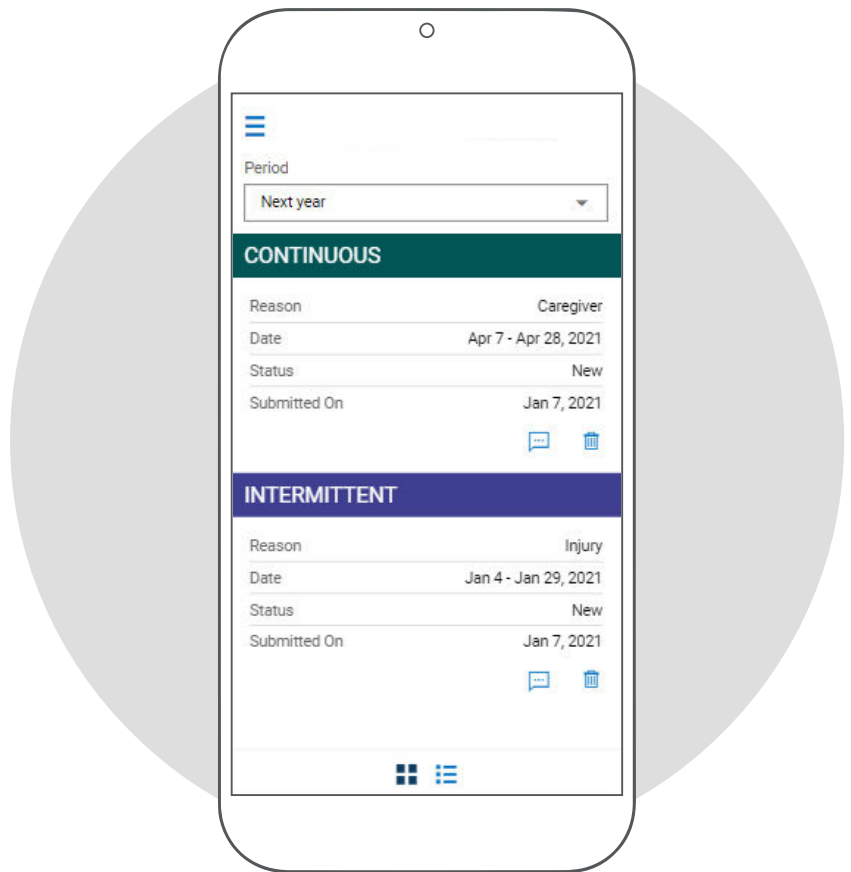 Period
Next year
CONTINUOUS
Reason Caregiver
Date Apr 7 - Apr 28, 2021
Status New
Submitted On Jan 7, 2021
INTERMITTENT
Reason Injury
Date Jan 4 - Jan 29, 2021
Status New
Submitted On Jan 7, 2021